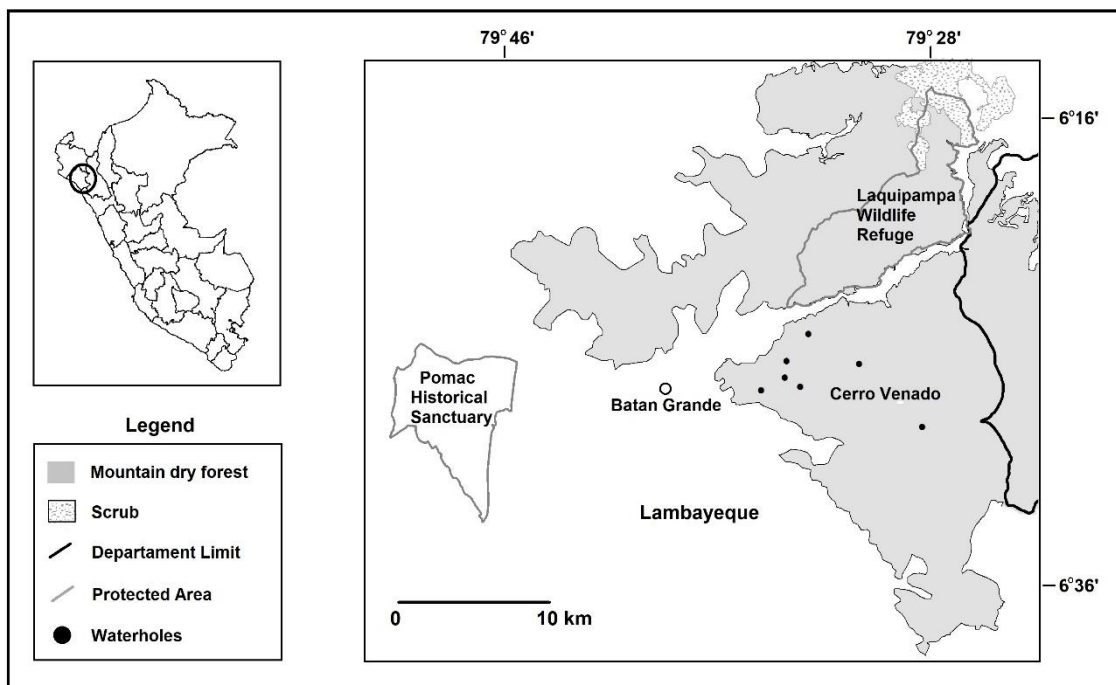 79° 46'
79° 28'
6°16'
Laquipampa
Wildlife
Refuge
Pomac
Historical
Sanctuary
Batan Grande
Cerro Venado
Lambayeque
6°36'
0
10 km
Legend
Mountain dry forest
Scrub
Departament Limit
Protected Area
Waterholes